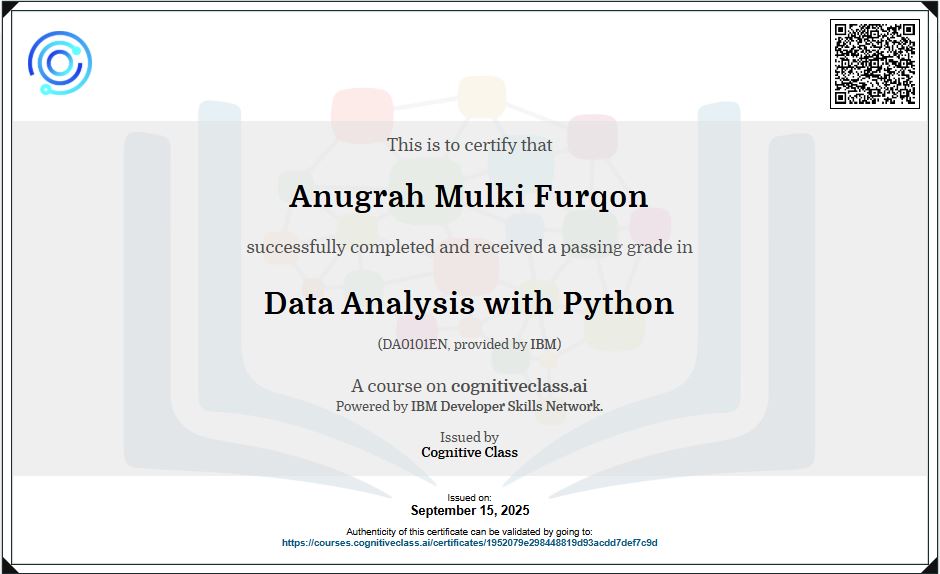 This is to certify that
Anugrah Mulki Furqon
successfully completed and received a passing grade in
Data Analysis with Python
(DA0101EN, provided by IBM)
A course on cognitiveclass.ai
Powered by IBM Developer Skills Network.
Issued by
Cognitive Class
Issued on:
September 15, 2025
Authenticity of this certificate can be validated by going to:
https://courses.cognitiveclass.ai/certificates/1952079e298448819d93acdd7def7c9d